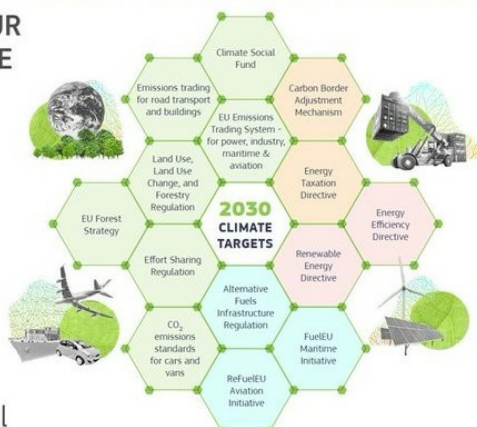 UR
E
Climate Social
Fund
Emissions trading
for road transport
and buildings
Carbon Border
Adjustment
Mechanism
EU Emissions
Trading System -
for power, industry,
maritime &
aviation
Land Use,
Land Use
Change, and
Forestry
Regulation
Energy
Taxation
Directive
EU Forest
Strategy
2030
CLIMATE
TARGETS
Energy
Efficiency
Directive
Effort Sharing
Regulation
Renewable
Energy
Directive
Alternative
Fuels
Infrastructure
Regulation
CO₂
emissions
standards
for cars and
vans
FuelEU
Maritime
Initiative
ReFuelEU
Aviation
Initiative